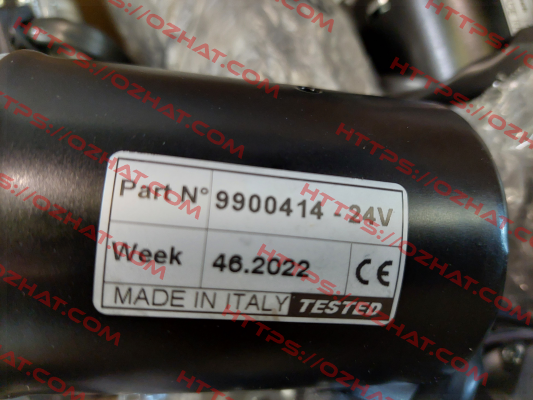 Part N° 9900414 - 24V
Week 46.2022 CE
MADE IN ITALY TESTED
HTTPS://OZHAT.COM